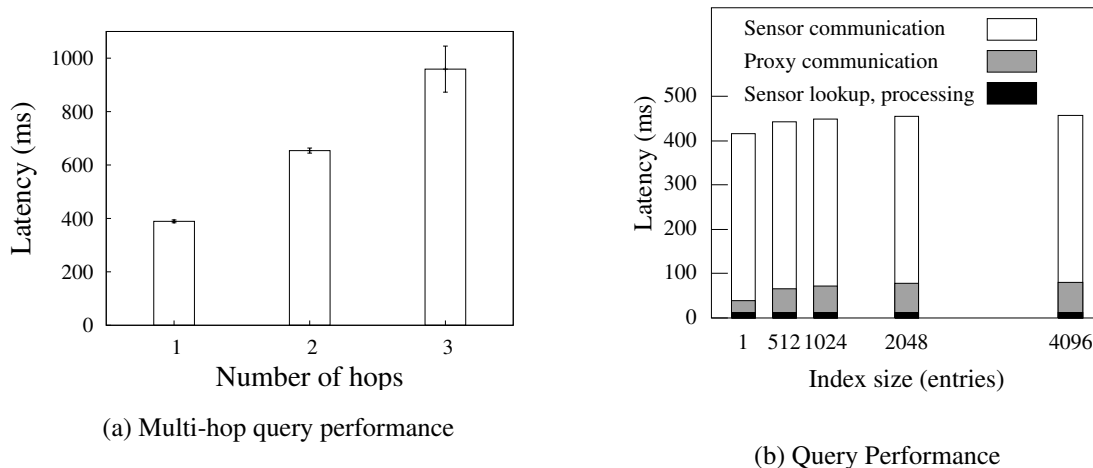 1000
800
600
400
200
0
Latency (ms)
1 2 3
Number of hops
(a) Multi-hop query performance
Sensor communication
Proxy communication
Sensor lookup, processing
500
400
300
200
100
0
Latency (ms)
1 512 1024 2048 4096
Index size (entries)
(b) Query Performance